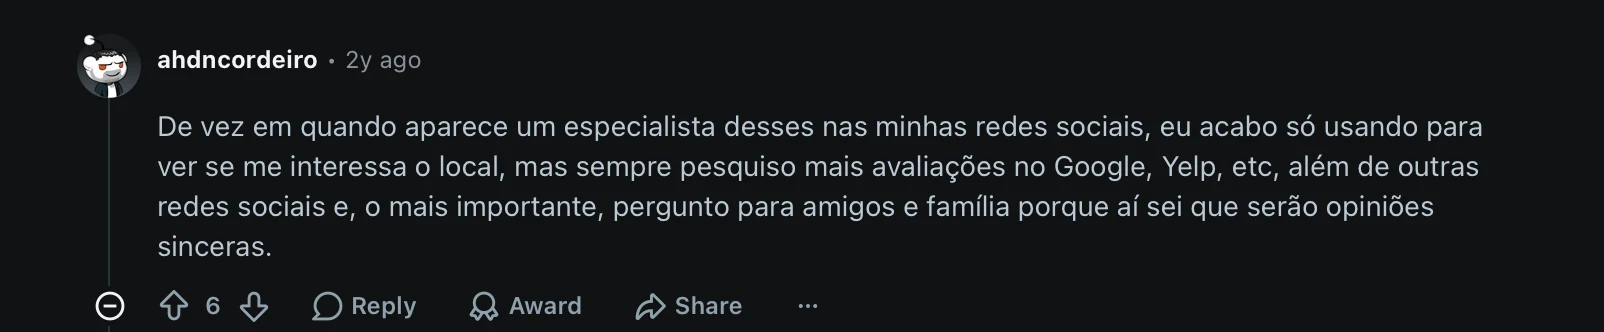 ahdncordeiro • 2y ago
De vez em quando aparece um especialista desses nas minhas redes sociais, eu acabo só usando para
ver se me interessa o local, mas sempre pesquiso mais avaliações no Google, Yelp, etc, além de outras
redes sociais e, o mais importante, pergunto para amigos e família porque aí sei que serão opiniões
sinceras.
6 Reply Award Share ...